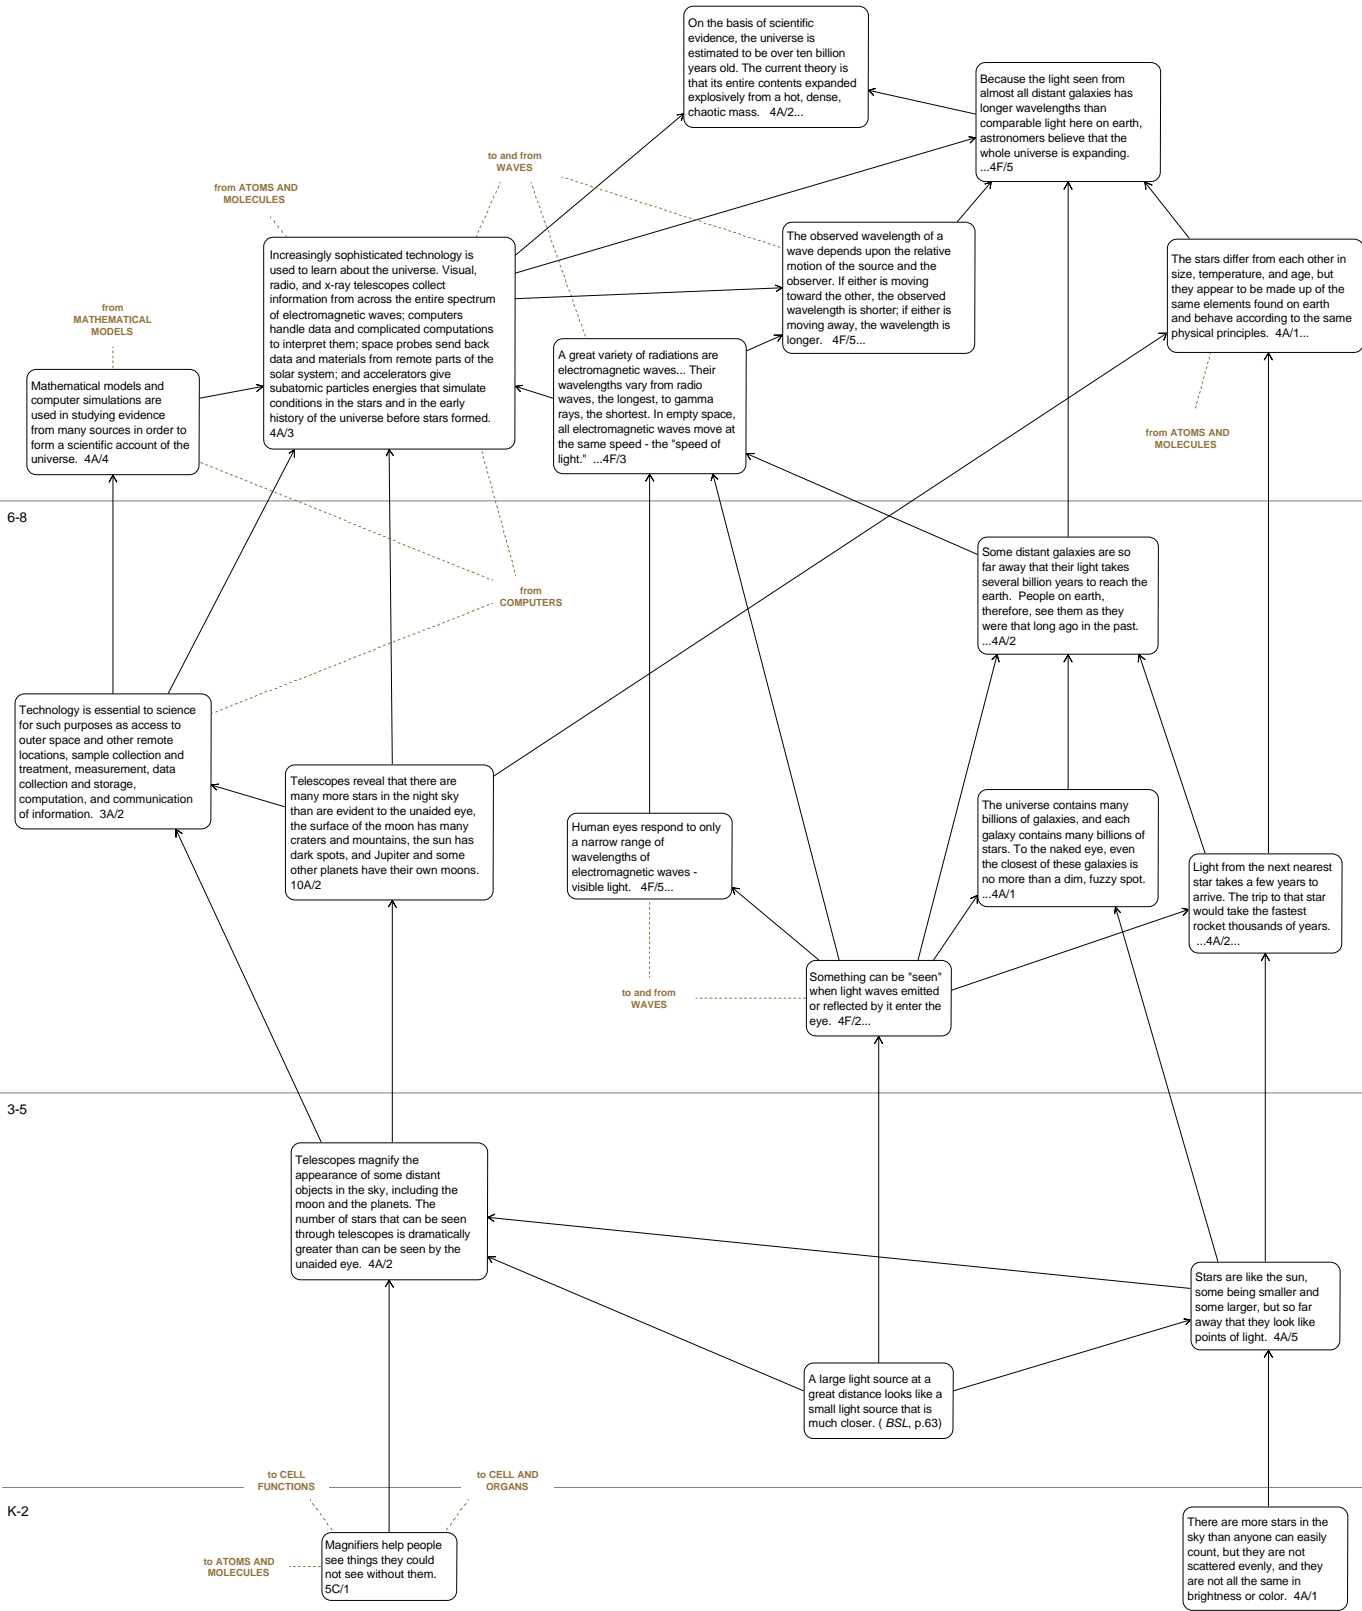 On the basis of scientific
evidence, the universe is
estimated to be over ten billion
years old. The current theory is
that its entire contents expanded
explosively from a hot, dense,
chaotic mass.   4A/2...
Because the light seen from
almost all distant galaxies has
longer wavelengths than
comparable light here on earth,
astronomers believe that the
whole universe is expanding.
...4F/5
to and from
WAVES
from ATOMS AND
MOLECULES
Increasingly sophisticated technology is
used to learn about the universe. Visual,
radio, and x-ray telescopes collect
information from across the entire spectrum
of electromagnetic waves; computers
handle data and complicated computations
to interpret them; space probes send back
data and materials from remote parts of the
solar system; and accelerators give
subatomic particles energies that simulate
conditions in the stars and in the early
history of the universe before stars formed.
4A/3
The observed wavelength of a
wave depends upon the relative
motion of the source and the
observer. If either is moving
toward the other, the observed
wavelength is shorter; if either is
moving away, the wavelength is
longer.   4F/5...
The stars differ from each other in
size, temperature, and age, but
they appear to be made up of the
same elements found on earth
and behave according to the same
physical principles.   4A/1...
from
MATHEMATICAL
MODELS
Mathematical models and
computer simulations are
used in studying evidence
from many sources in order to
form a scientific account of the
universe.  4A/4
A great variety of radiations are
electromagnetic waves... Their
wavelengths vary from radio
waves, the longest, to gamma
rays, the shortest. In empty space,
all electromagnetic waves move at
the same speed - the "speed of
light."  ...4F/3
from ATOMS AND
MOLECULES
6-8
Some distant galaxies are so
far away that their light takes
several billion years to reach the
earth.  People on earth,
therefore, see them as they
were that long ago in the past.
...4A/2
from
COMPUTERS
Technology is essential to science
for such purposes as access to
outer space and other remote
locations, sample collection and
treatment, measurement, data
collection and storage,
computation, and communication
of information.  3A/2
Telescopes reveal that there are
many more stars in the night sky
than are evident to the unaided eye,
the surface of the moon has many
craters and mountains, the sun has
dark spots, and Jupiter and some
other planets have their own moons.
10A/2
Human eyes respond to only
a narrow range of
wavelengths of
electromagnetic waves -
visible light.   4F/5...
The universe contains many
billions of galaxies, and each
galaxy contains many billions of
stars. To the naked eye, even
the closest of these galaxies is
no more than a dim, fuzzy spot.
...4A/1
Light from the next nearest
star takes a few years to
arrive. The trip to that star
would take the fastest
rocket thousands of years.
...4A/2...
Something can be "seen"
when light waves emitted
or reflected by it enter the
eye.   4F/2...
to and from
WAVES
3-5
Telescopes magnify the
appearance of some distant
objects in the sky, including the
moon and the planets. The
number of stars that can be seen
through telescopes is dramatically
greater than can be seen by the
unaided eye.  4A/2
Stars are like the sun,
some being smaller and
some larger, but so far
away that they look like
points of light.  4A/5
A large light source at a
great distance looks like a
small light source that is
much closer. ( BSL, p.63)
to CELL
FUNCTIONS
to CELL AND
ORGANS
K-2
There are more stars in the
sky than anyone can easily
count, but they are not
scattered evenly, and they
are not all the same in
brightness or color.  4A/1
Magnifiers help people
see things they could
not see without them.
5C/1
to ATOMS AND
MOLECULES